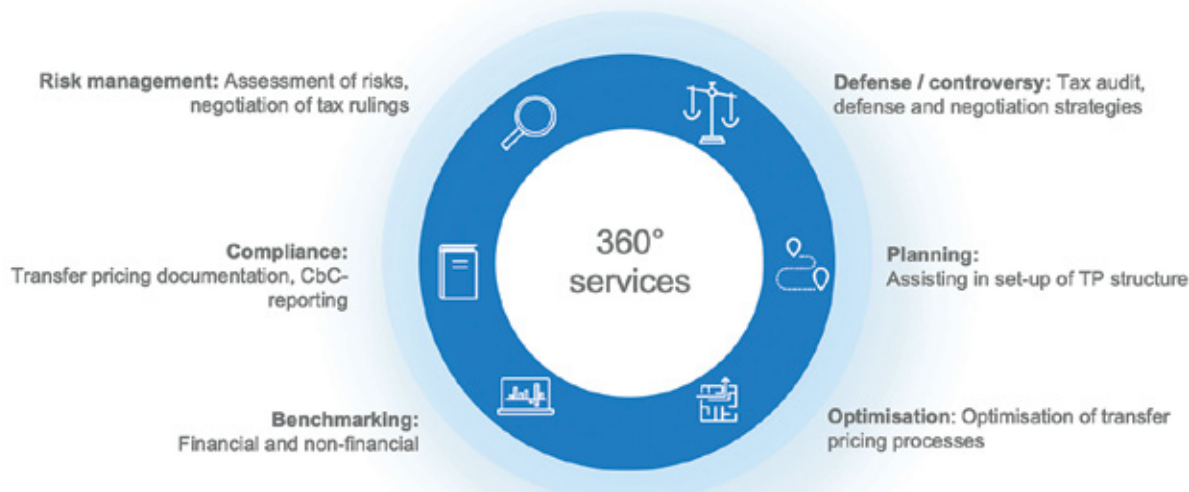 Risk management: Assessment of risks,
negotiation of tax rulings
Defense / controversy: Tax audit,
defense and negotiation strategies
Compliance:
Transfer pricing documentation, CbC-
reporting
360°
services
Planning:
Assisting in set-up of TP structure
Benchmarking:
Financial and non-financial
Optimisation: Optimisation of transfer
pricing processes